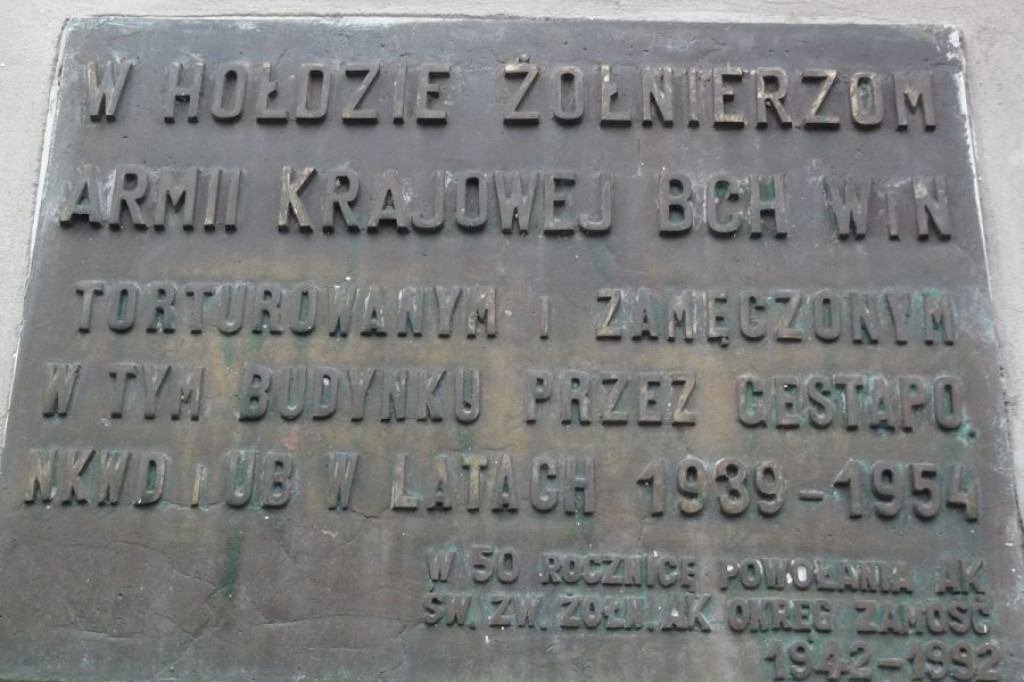 W HOŁDZIE ŻOŁNIERZOM
ARMII KRAJOWEJ BCH WIN
TORTUROWANYM I ZAMĘCZONYM
W TYM BUDYNKU PRZEZ GESTAPO,
NKWD I UB W LATACH 1939-1954
W 50 ROCZNICĘ POWOŁANIA AK
ŚW. ZW. ŻOŁN. AK OKRĘG ZAMOŚĆ
1942-1992